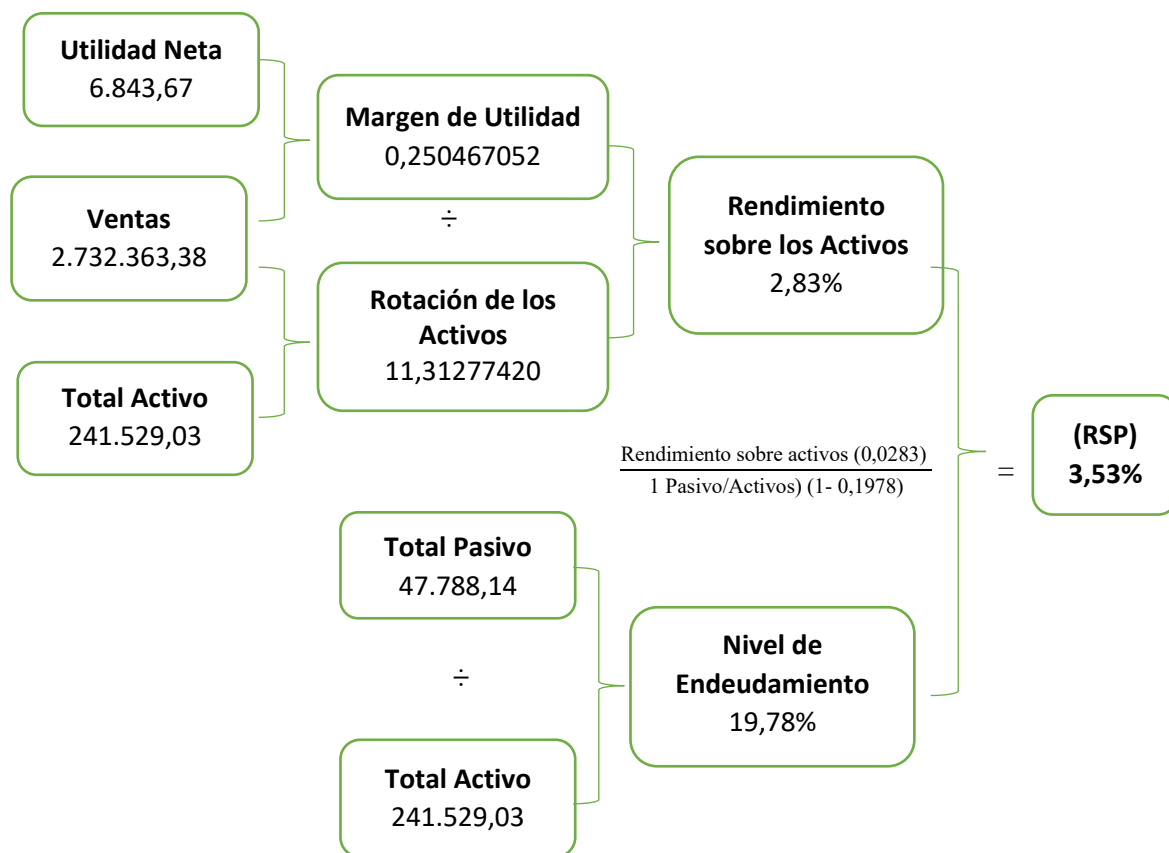 Utilidad Neta
6.843,67
Ventas
2.732.363,38
Total Activo
241.529,03
Margen de Utilidad
0,250467052
÷
Rotación de los
Activos
11,31277420
Rendimiento
sobre los Activos
2,83%
Rendimiento sobre activos (0,0283)
1 Pasivo/Activos) (1- 0,1978)
=
(RSP)
3,53%
Total Pasivo
47.788,14
÷
Total Activo
241.529,03
Nivel de
Endeudamiento
19,78%